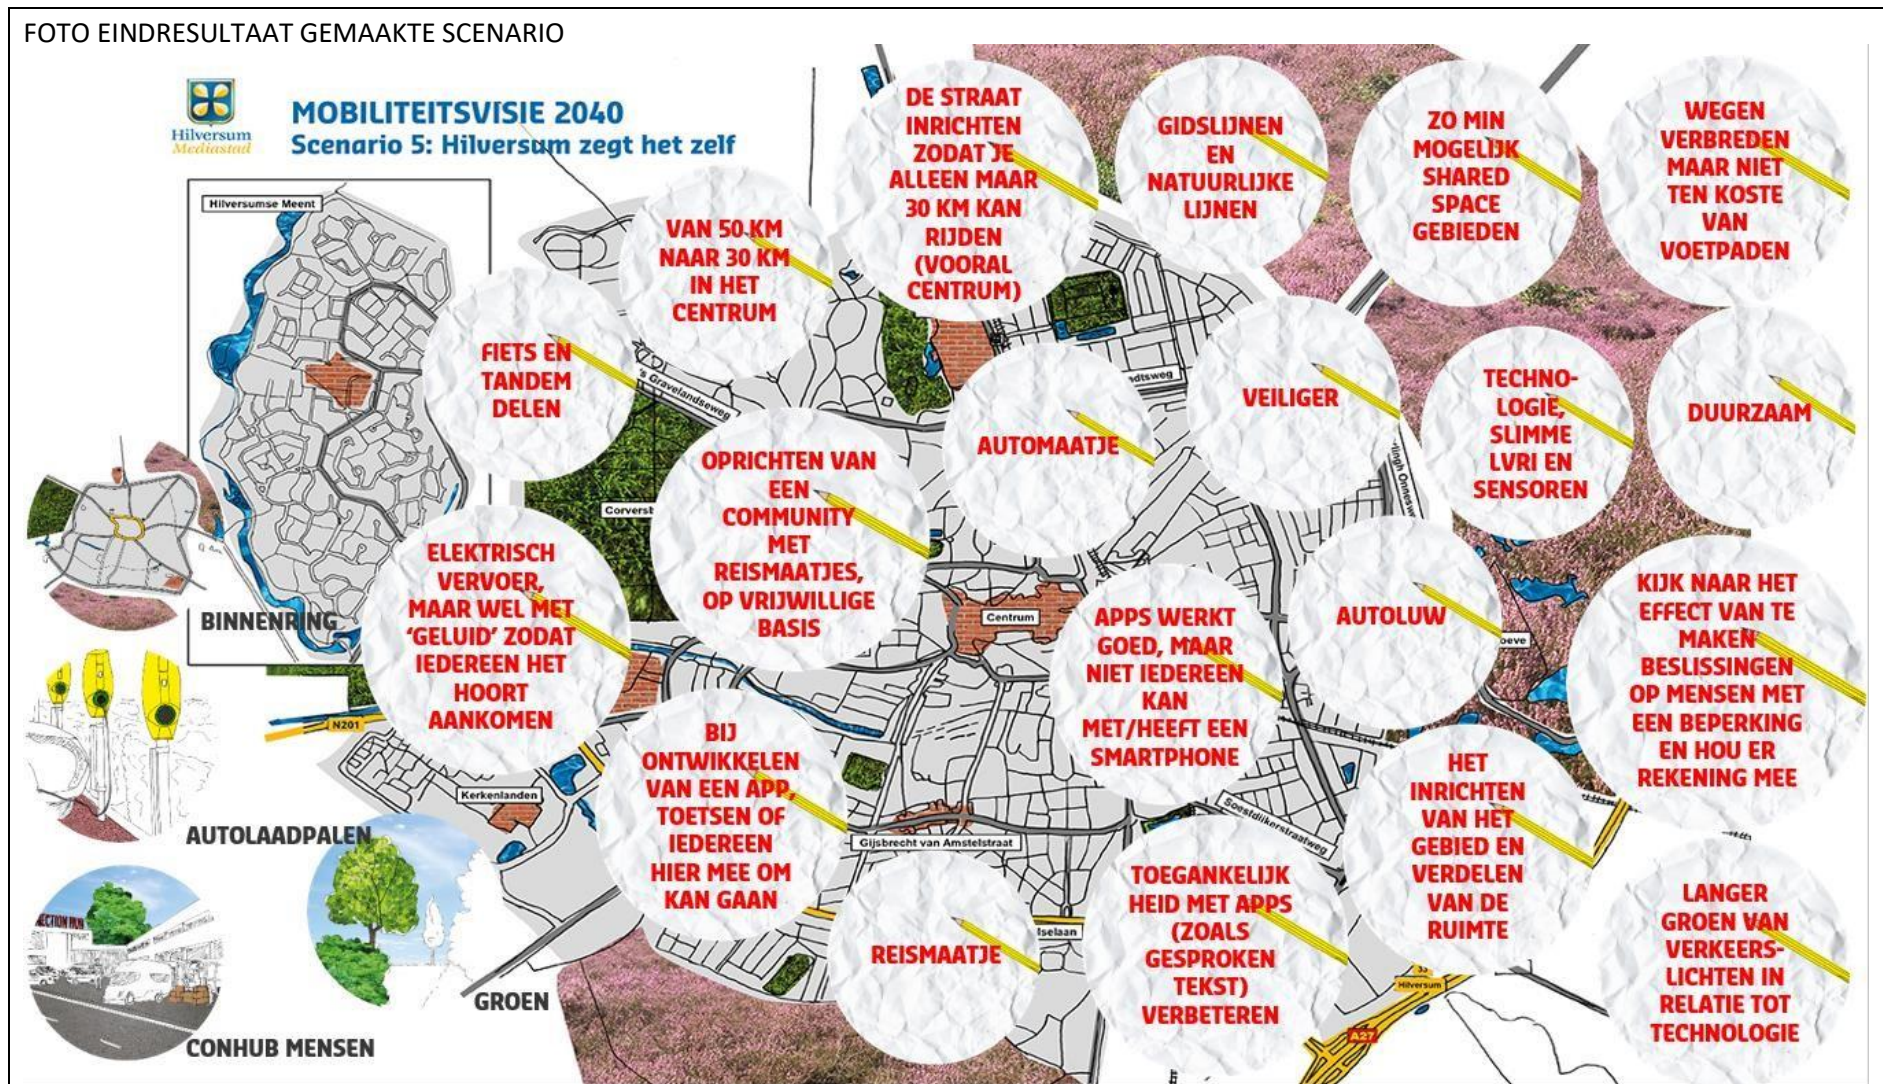 FOTO EINDRESULTAAT GEMAAKTE SCENARIO
Hilversum
Mediastad
MOBILITEITSVISIE 2040
Scenario 5: Hilversum zegt het zelf
Hilversumse Meent
DE STRAAT
INRICHTEN
ZODAT JE
ALLEEN MAAR
30 KM KAN
RIJDEN
(VOORAL
CENTRUM)
GIDSLIJNEN
EN
NATUURLIJKE
LIJNEN
ZO MIN
MOGELIJK
SHARED
SPACE
GEBIEDEN
WEGEN
VERBREDEN
MAAR NIET
TEN KOSTE
VAN
VOETPADEN
VAN 50 KM
NAAR 30 KM
IN HET
CENTRUM
FIETS EN
TANDEM
DELEN
's Gravelandseweg
AUTOMAATJE
VEILIGER
TECHNO-
LOGIE,
SLIMME
LVRI EN
SENSOREN
DUURZAAM
OPRICHTEN VAN
EEN
COMMUNITY
MET
REISMAATJES,
OP VRIJWILLIGE
BASIS
ELEKTRISCH
VERVOER,
MAAR WEL MET
‘GELUID’ ZODAT
IEDEREEN HET
HOORT
AANKOMEN
Centrum
APPS WERKT
GOED, MAAR
NIET IEDEREEN
KAN
MET/HEEFT EEN
SMARTPHONE
AUTOLUW
KIJK NAAR HET
EFFECT VAN TE
MAKEN
BESLISSINGEN
OP MENSEN MET
EEN BEPERKING
EN HOU ER
REKENING MEE
BINNENRING
N201
Kerkenlanden
BIJ
ONTWIKKELEN
VAN EEN APP,
TOETSEN OF
IEDEREEN
HIER MEE OM
KAN GAAN
Gijsbrecht van Amstelstraat
Soestdijkerstraatweg
HET
INRICHTEN
VAN HET
GEBIED EN
VERDELEN
VAN DE
RUIMTE
AUTOLAADPALEN
REISMAATJE
TOEGANKELIJK
HEID MET APPS
(ZOALS
GESPROKEN
TEKST)
VERBETEREN
LANGER
GROEN VAN
VERKEERS-
LICHTEN IN
RELATIE TOT
TECHNOLOGIE
GROEN
33
Hilversum
A27
CONHUB MENSEN